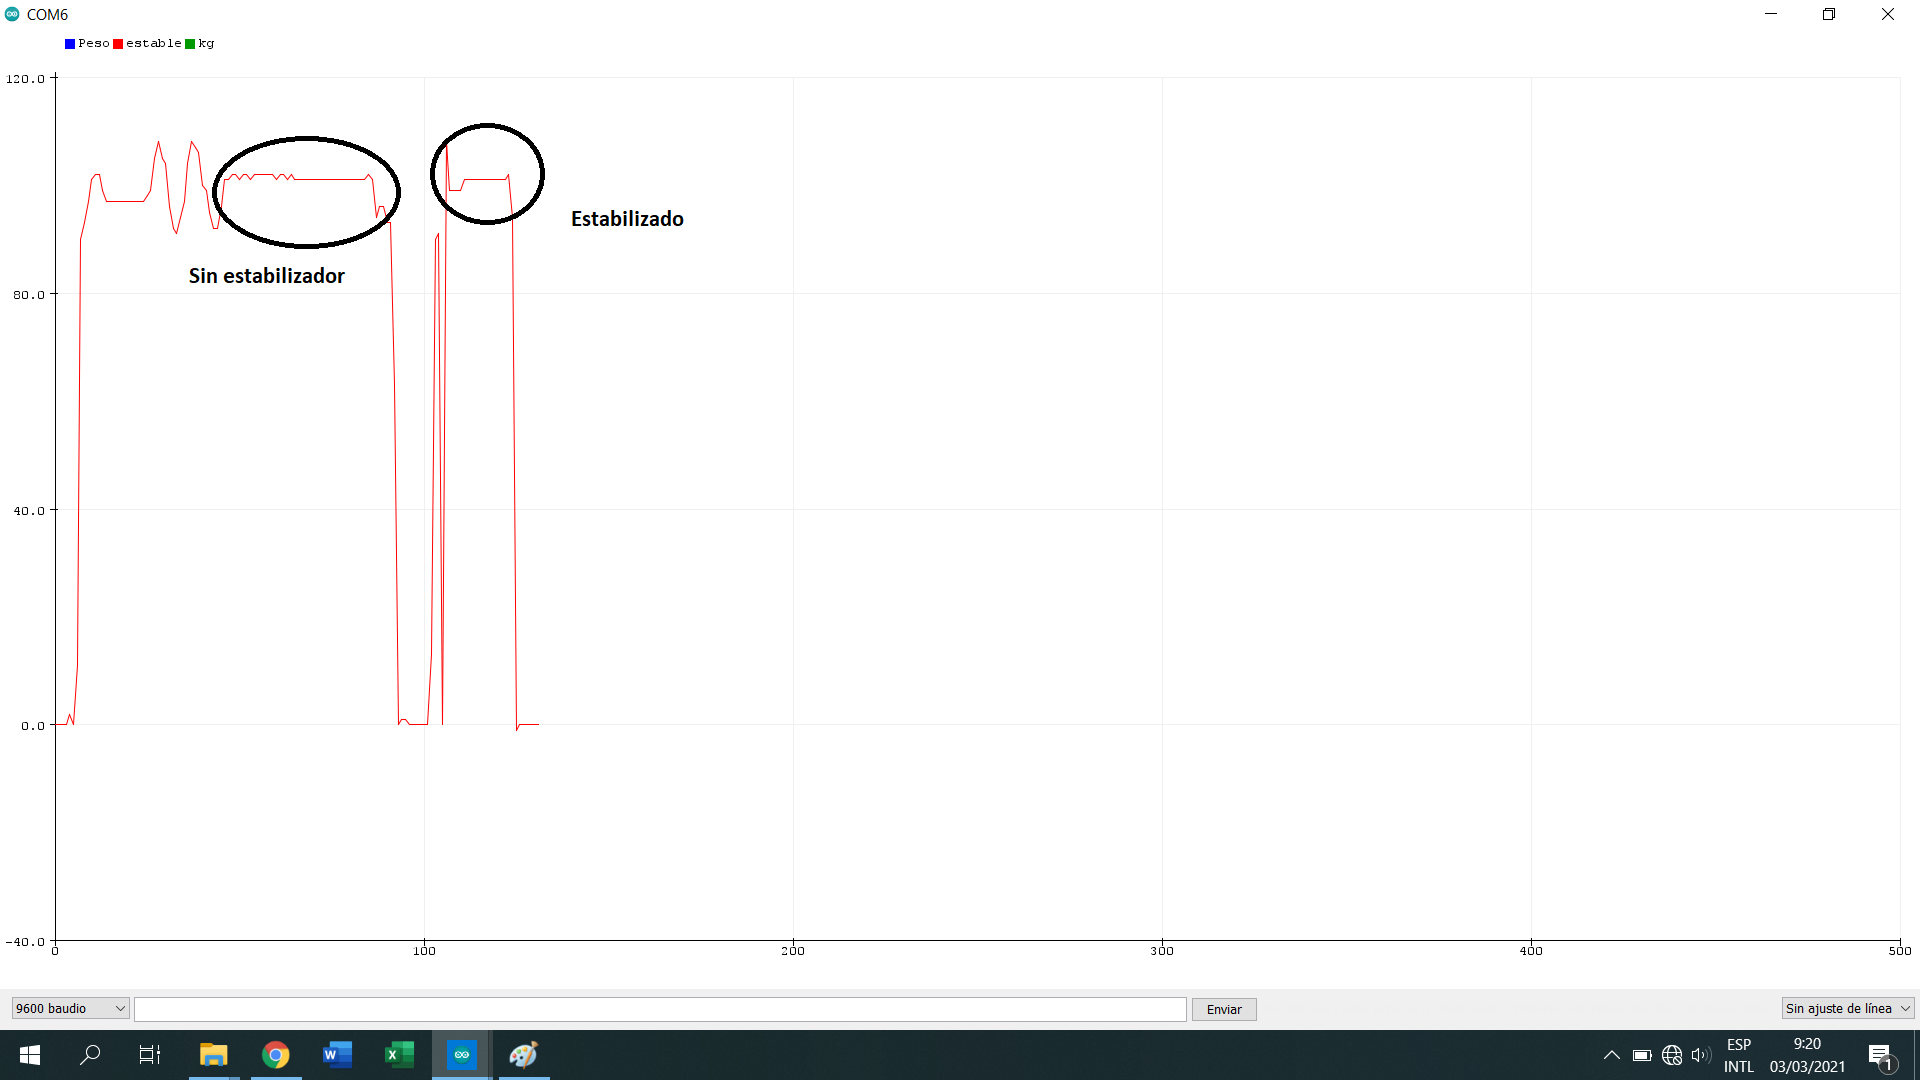 COM6
Peso estable kg
120.0
80.0
40.0
0.0
-40.0
0 100 200 300 400 500
Sin estabilizador
Estabilizado
9600 baudio
Enviar
Sin ajuste de línea
ESP
INTL
9:20
03/03/2021
1